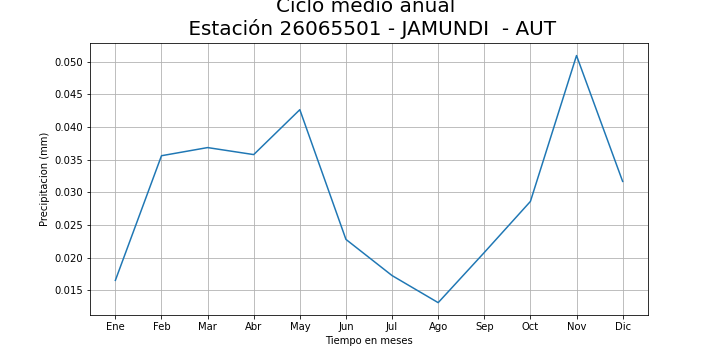 Ciclo medio anual
Estación 26065501 - JAMUNDI  - AUT
Precipitacion (mm)
0.050
0.045
0.040
0.035
0.030
0.025
0.020
0.015
Ene Feb Mar Abr May Jun Jul Ago Sep Oct Nov Dic
Tiempo en meses